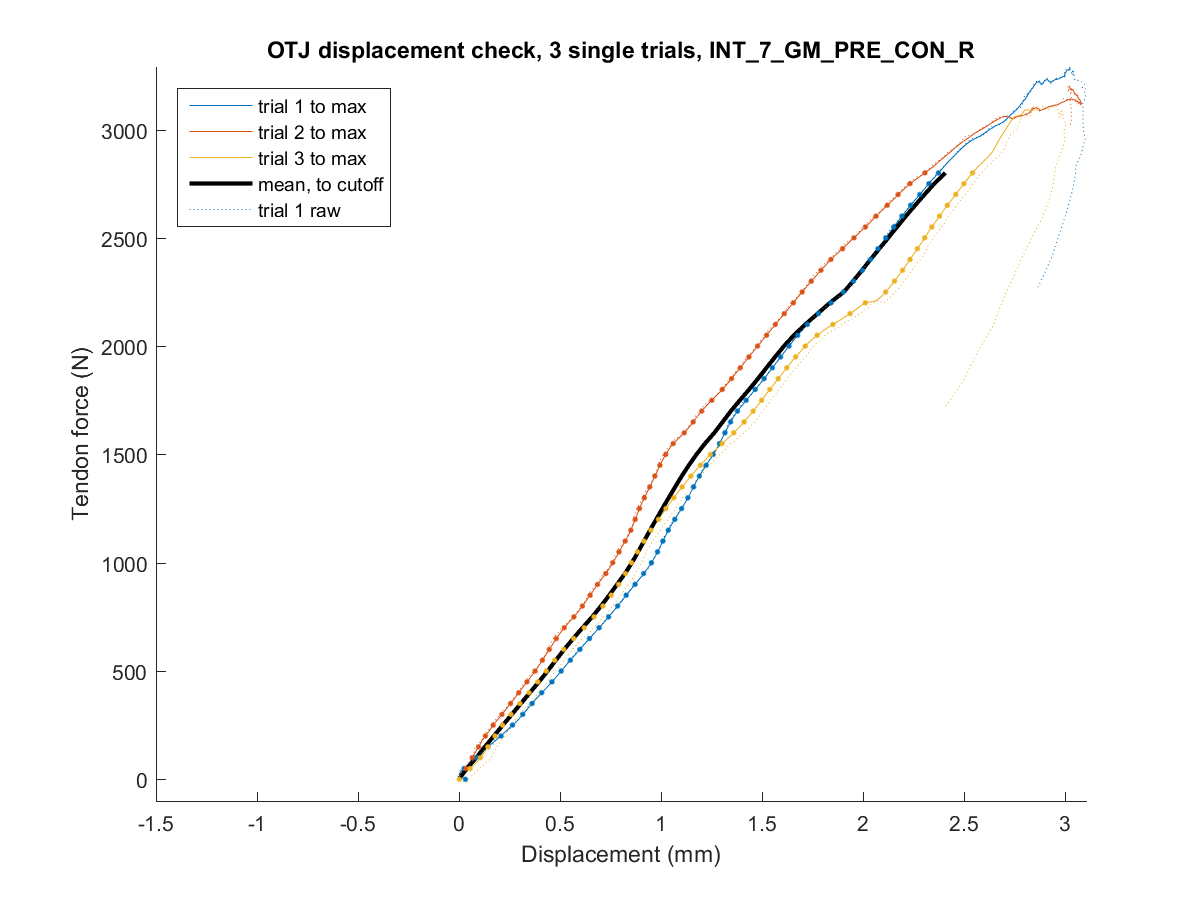 OTJ displacement check, 3 single trials, INT_7_GM_PRE_CON_R
trial 1 to max
trial 2 to max
trial 3 to max
mean, to cutoff
trial 1 raw
3000
2500
2000
1500
1000
500
0
Tendon force (N)
-1.5
-1
-0.5
0
0.5
1
1.5
2
2.5
3
Displacement (mm)